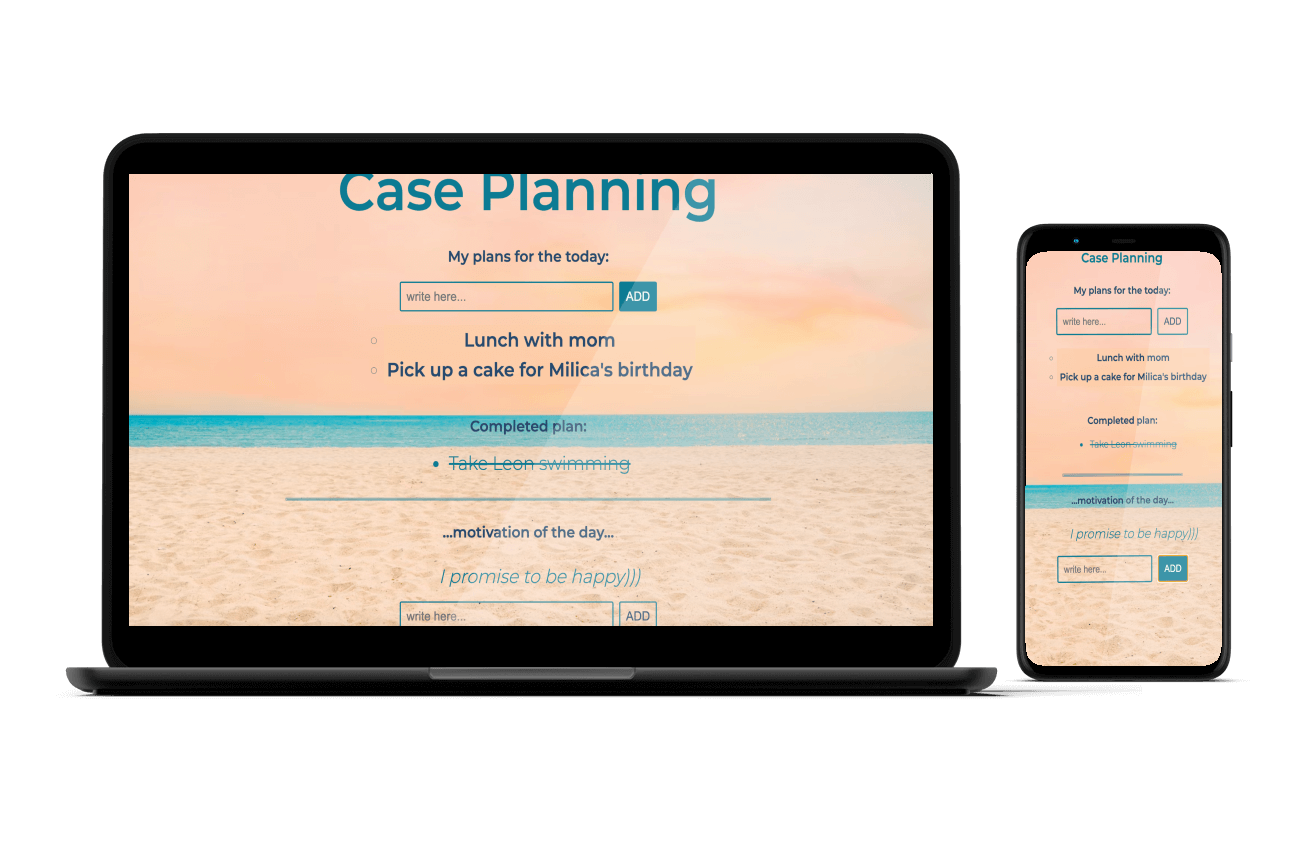 Case Planning
My plans for the today:
write here...
ADD
Lunch with mom
Pick up a cake for Milica's birthday
Completed plan:
Take Leon swimming
...motivation of the day...
I promise to be happy)))
write here...
ADD
Case Planning
My plans for the today:
write here...
ADD
Lunch with mom
Pick up a cake for Milica's birthday
Completed plan:
Take Leon swimming
...motivation of the day...
I promise to be happy)))
write here...
ADD